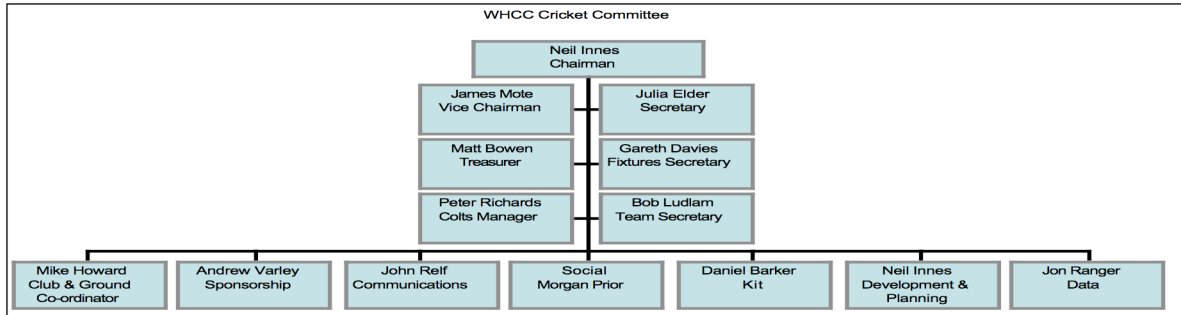 WHCC Cricket Committee
Neil Innes
Chairman
James Mote
Vice Chairman
Julia Elder
Secretary
Matt Bowen
Treasurer
Gareth Davies
Fixtures Secretary
Peter Richards
Colts Manager
Bob Ludlam
Team Secretary
Mike Howard
Club & Ground
Co-ordinator
Andrew Varley
Sponsorship
John Relf
Communications
Social
Morgan Prior
Daniel Barker
Kit
Neil Innes
Development &
Planning
Jon Ranger
Data